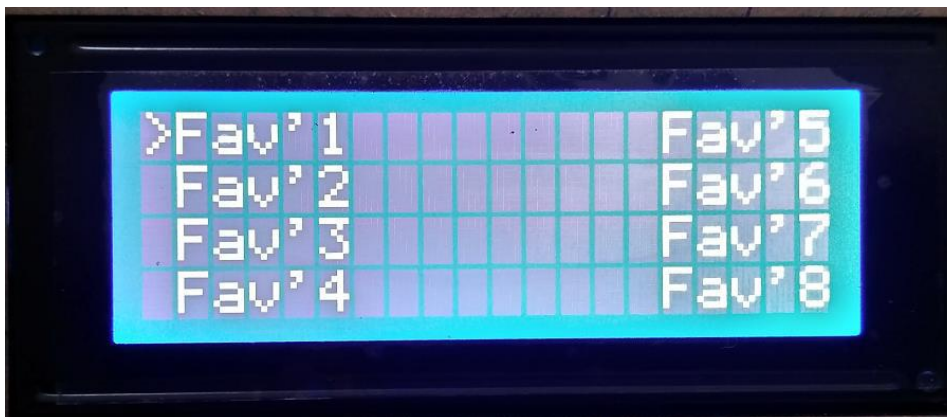 >Fav’1 Fav’5
Fav’2 Fav’6
Fav’3 Fav’7
Fav’4 Fav’8